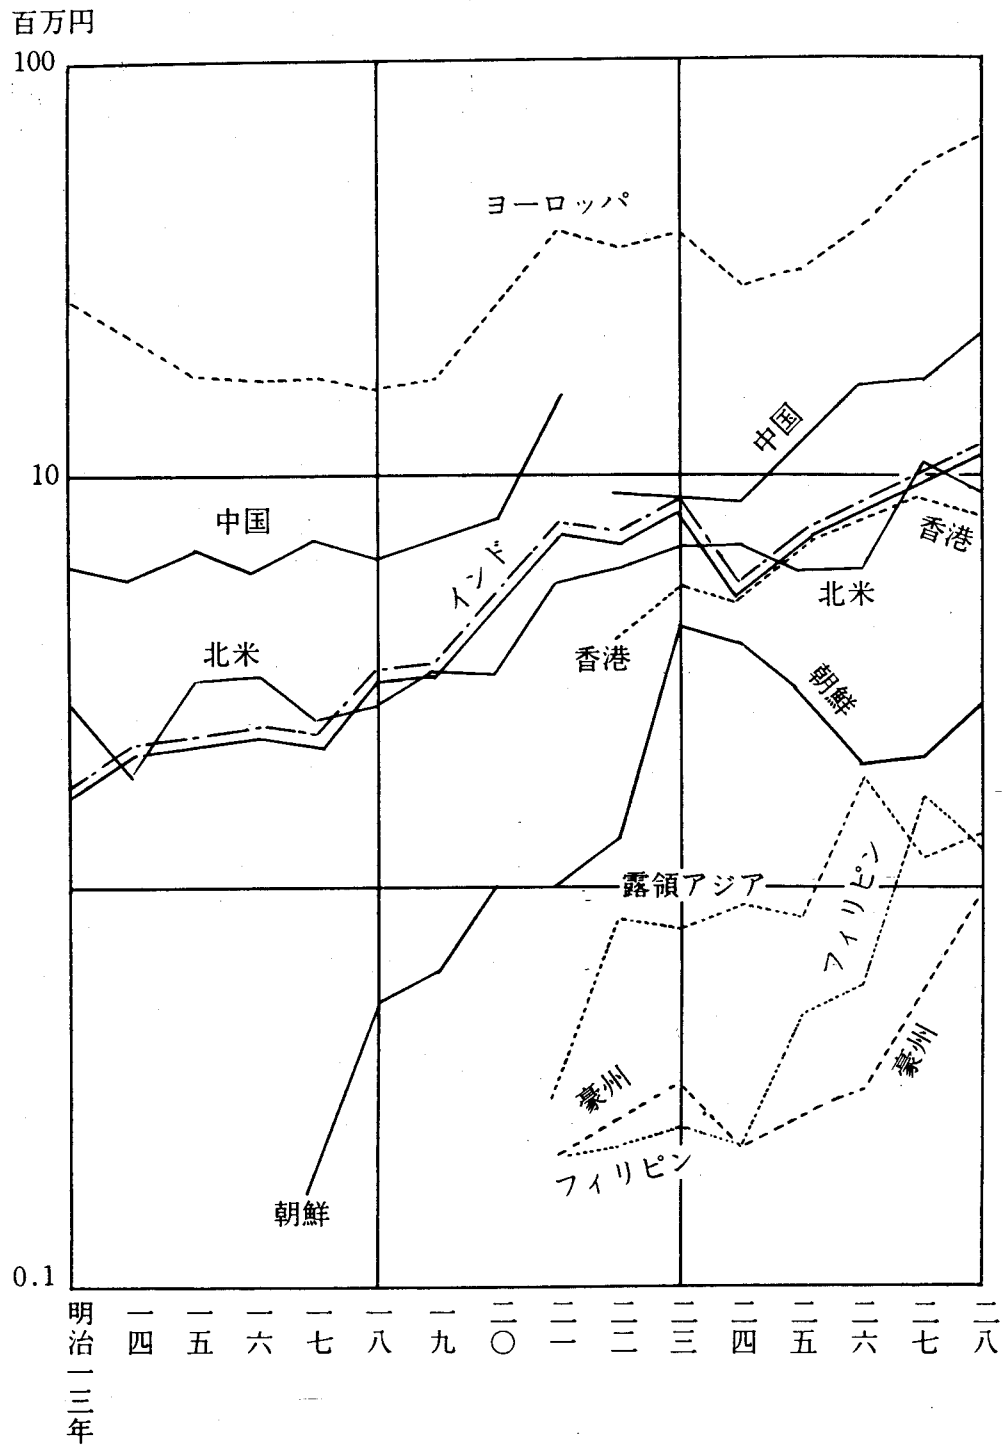 百万円
100
ヨーロッパ
中国
10
中国
インド
香港
北米
北米
香港
朝鮮
露領アジア
フィリピン
豪州
豪州
フィリピン
朝鮮
0.1
明治一三年
一四
一五
一六
一七
一八
一九
二〇
二一
二二
二三
二四
二五
二六
二七
二八